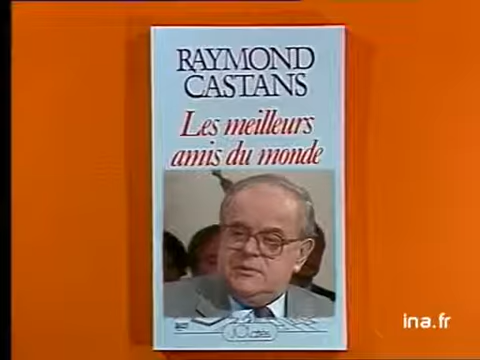 RAYMOND
CASTANS
Les meilleurs
amis du monde
ina.fr